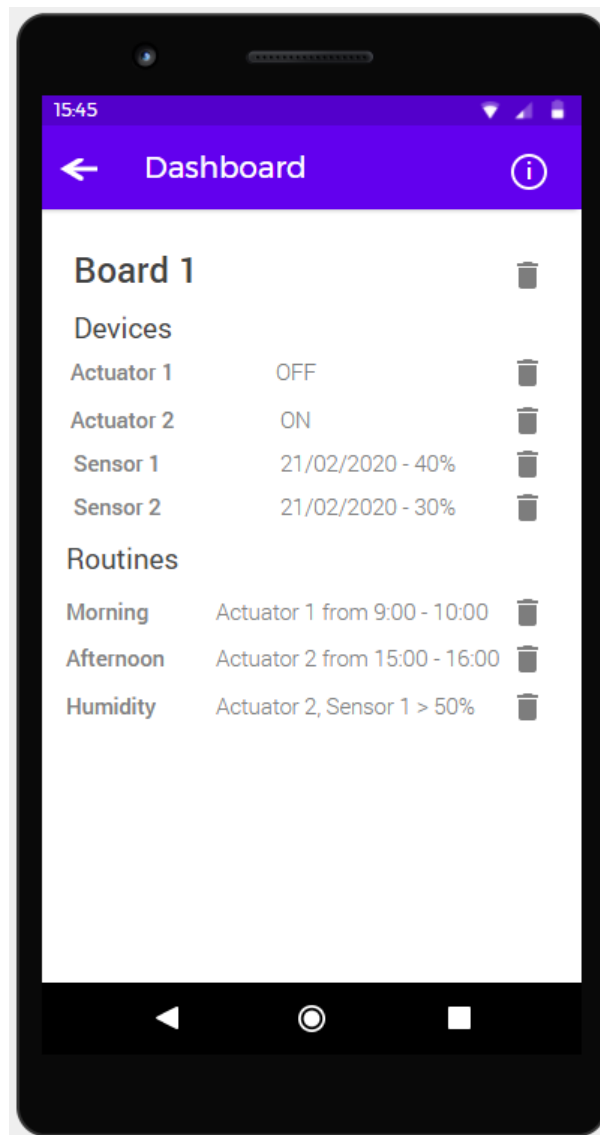 15:45
Dashboard
Board 1
Devices
Actuator 1 OFF
Actuator 2 ON
Sensor 1 21/02/2020 - 40%
Sensor 2 21/02/2020 - 30%
Routines
Morning Actuator 1 from 9:00 - 10:00
Afternoon Actuator 2 from 15:00 - 16:00
Humidity Actuator 2, Sensor 1 > 50%